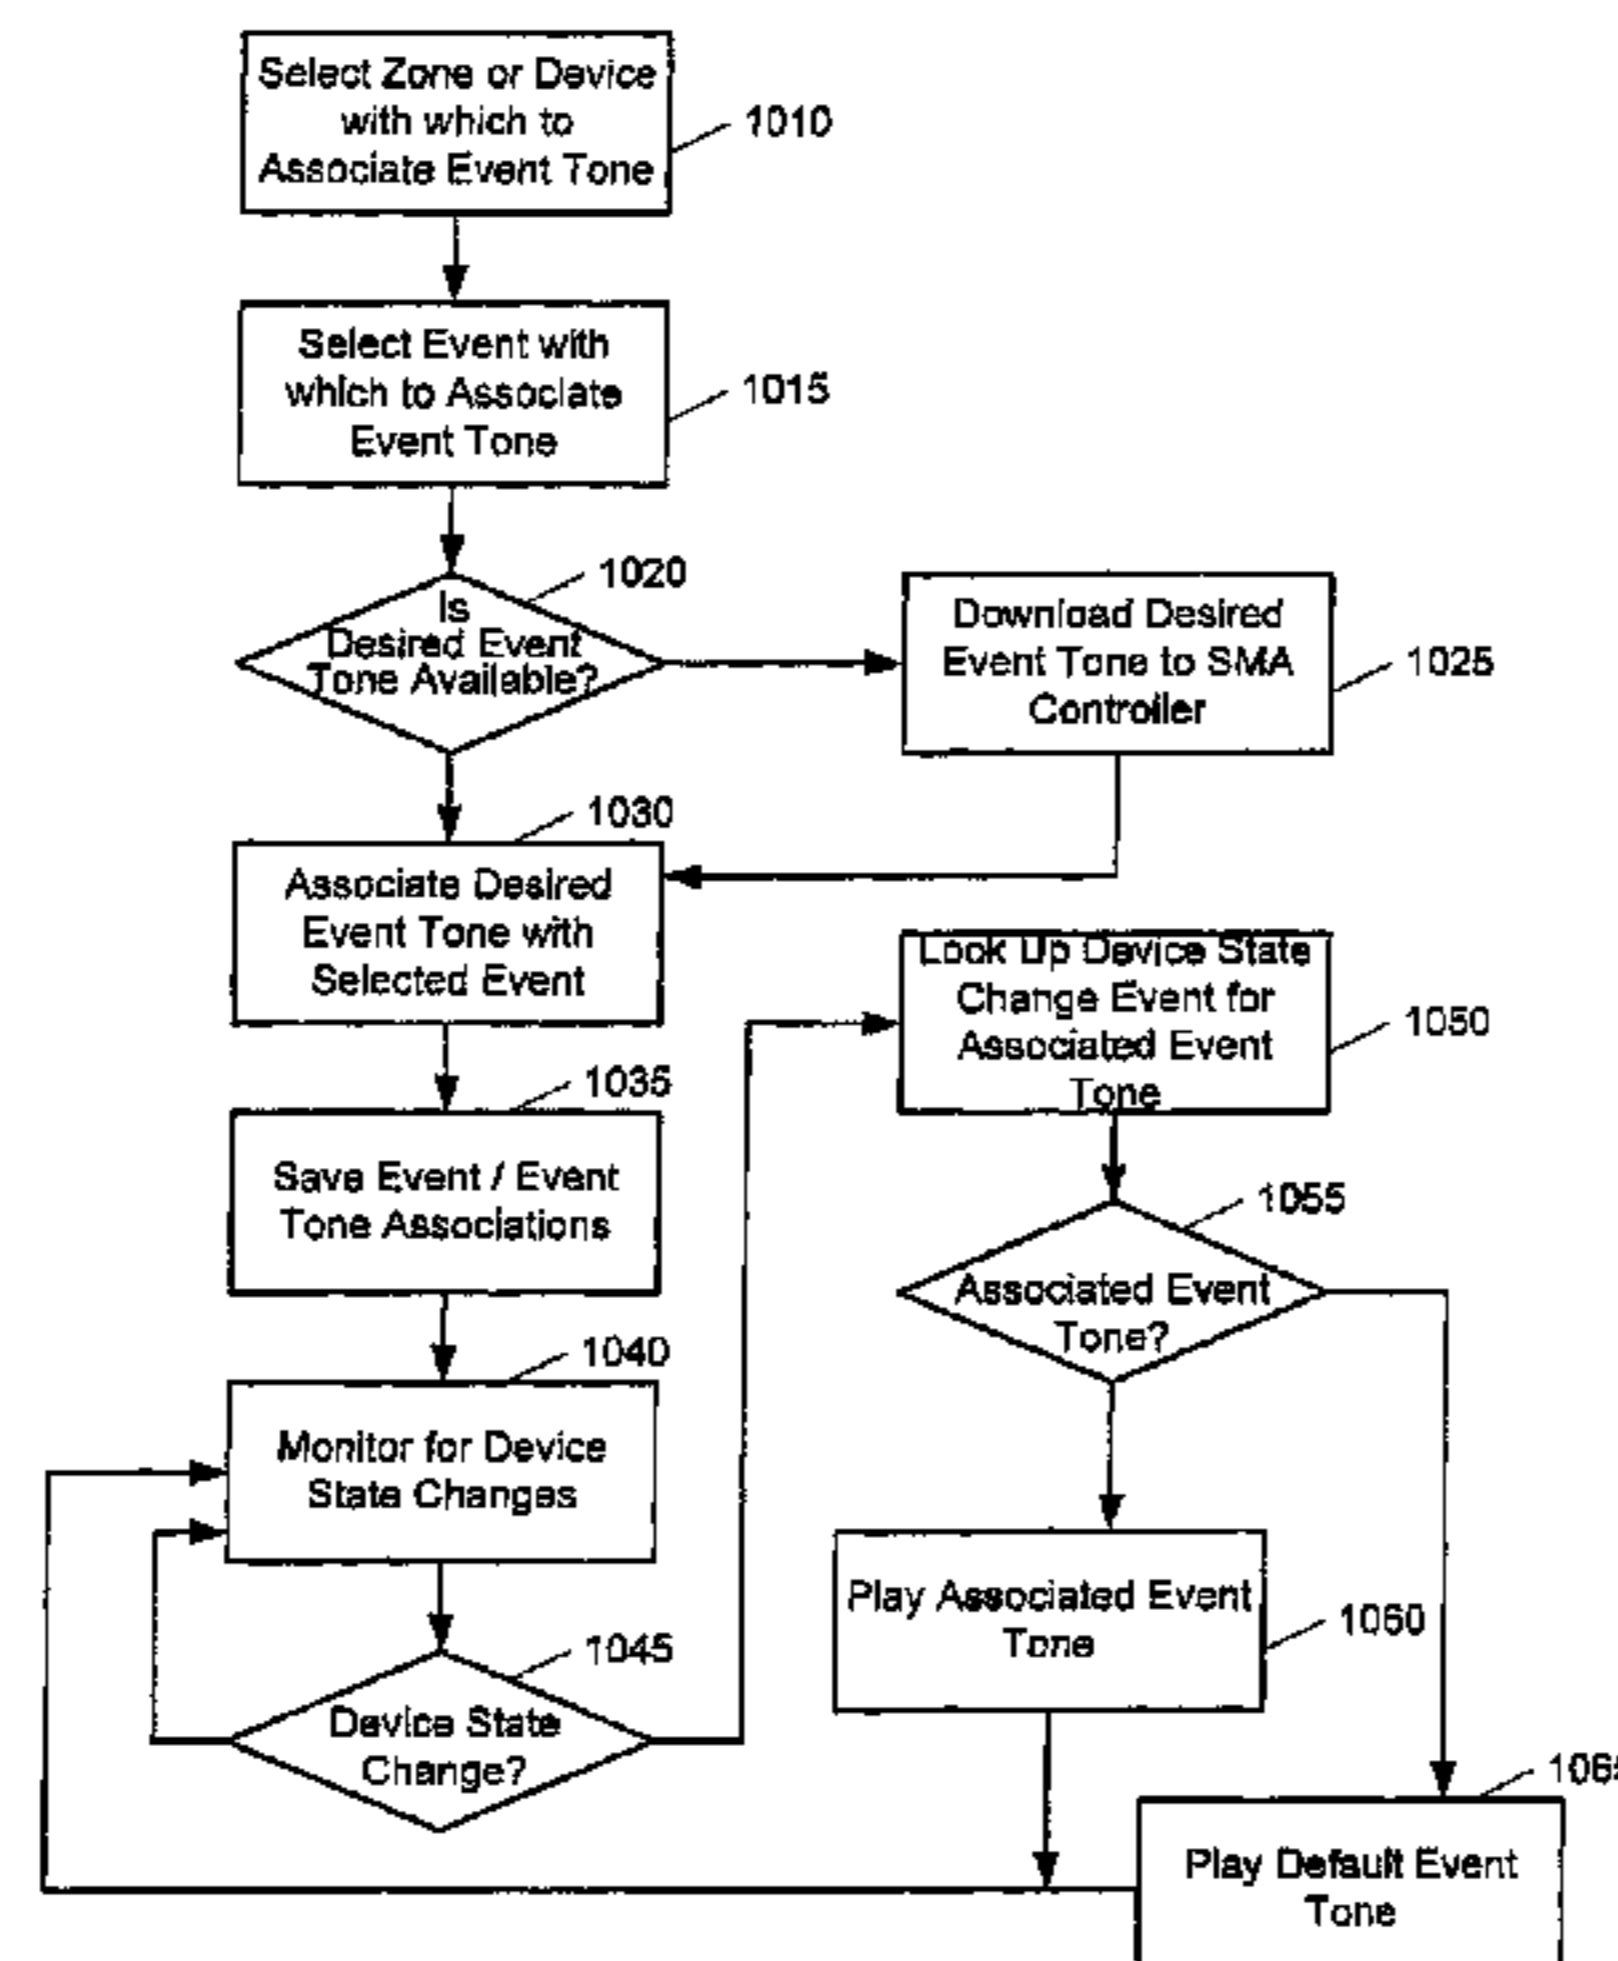 Select Zone or Device
with which to
Associate Event Tone
1010
Select Event with
which to Associate
Event Tone
1015
1020
Is
Desired Event
Tone Available?
Download Desired
Event Tone to SMA
Controller
1025
1030
Associate Desired
Event Tone with
Selected Event
Look Up Device State
Change Event for
Associated Event
Tone
1050
1035
Save Event / Event
Tone Associations
1055
Associated Event
Tone?
1040
Monitor for Device
State Changes
Play Associated Event
Tone
1060
1045
Device State
Change?
Play Default Event
Tone